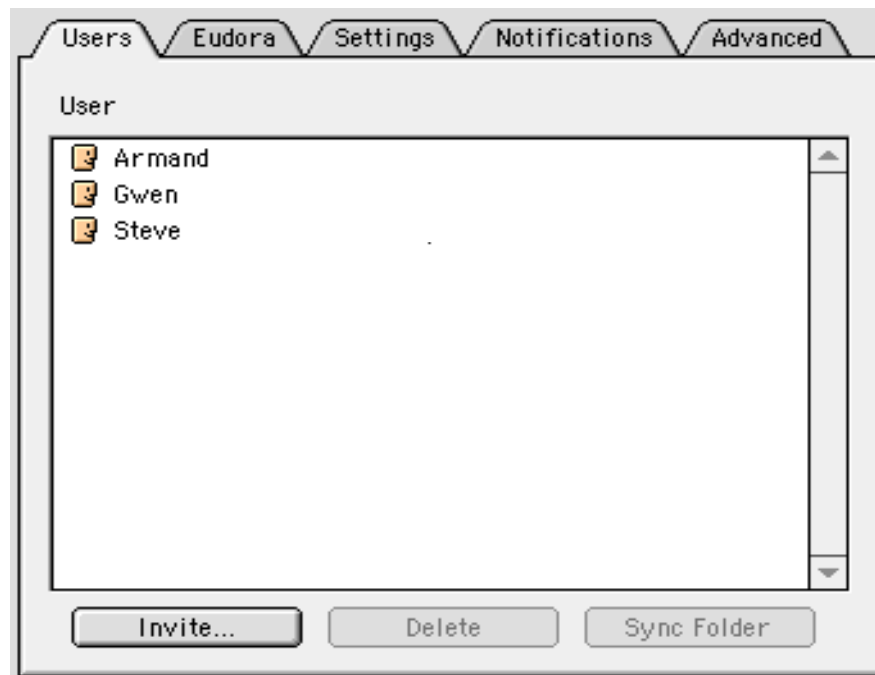 Users Eudora Settings Notifications Advanced
User
Armand
Gwen
Steve
Invite... Delete Sync Folder